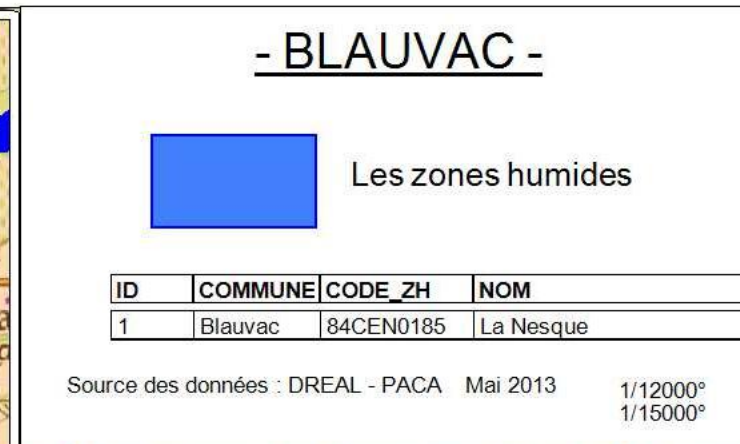 - BLAUVAC -
Les zones humides
ID COMMUNE CODE_ZH NOM
1 Blauvac 84CEN0185 La Nesque
Source des données : DREAL - PACA Mai 2013 1/12000°
1/15000°